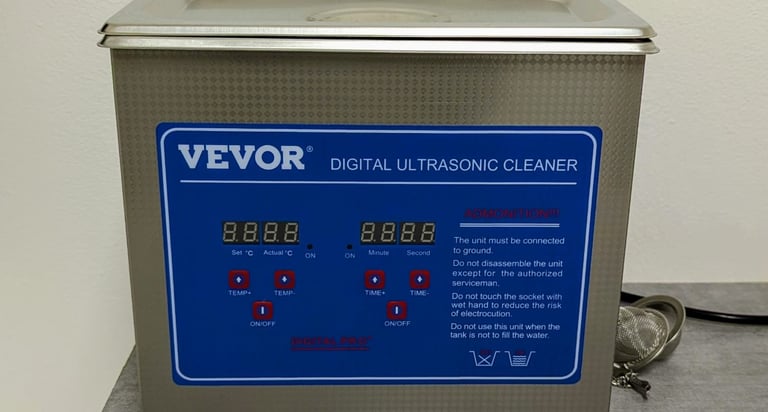 VEVOR®
DIGITAL ULTRASONIC CLEANER
Set °C Actual °C
ON
ON
Minute Second
TEMP+ TEMP-
ON/OFF
TIME+ TIME-
ON/OFF
The unit must be connected
to ground.
Do not disassemble the unit
except for the authorized
serviceman.
Do not touch the socket with
wet hand to reduce the risk
of electrocution.
Do not use this unit when the
tank is not to fill the water.